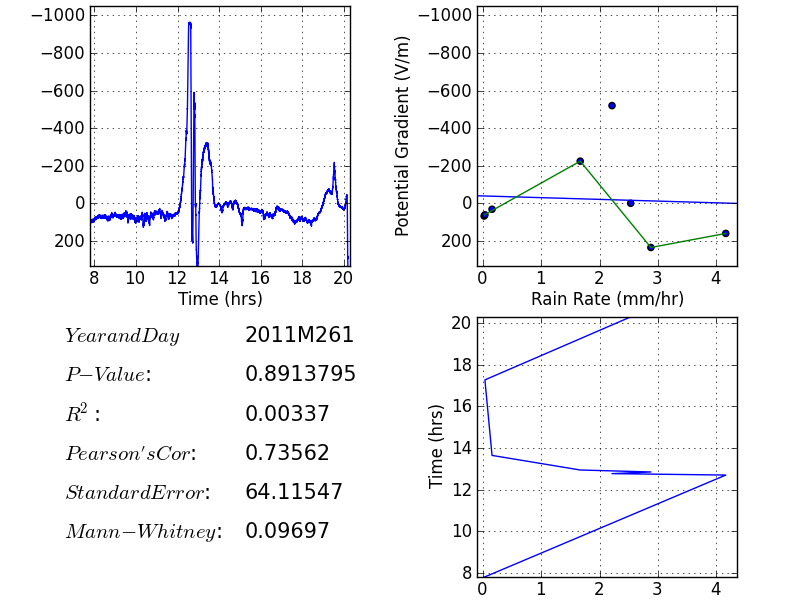 −1000
−800
−600
−400
−200
0
200
8 10 12 14 16 18 20
Time (hrs)
Potential Gradient (V/m)
−1000
−800
−600
−400
−200
0
200
0 1 2 3 4
Rain Rate (mm/hr)
YearandDay 2011M261
P−Value: 0.8913795
R²: 0.00337
Pearson'sCor: 0.73562
StandardError: 64.11547
Mann−Whitney: 0.09697
Time (hrs)
20
18
16
14
12
10
8
0 1 2 3 4